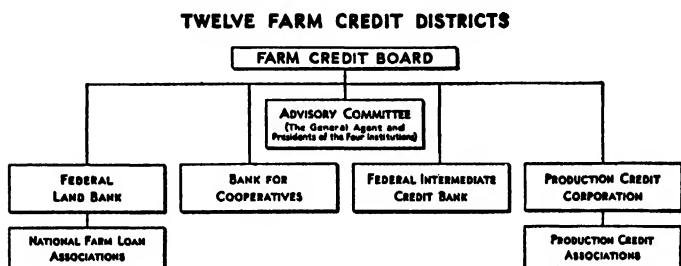 TWELVE FARM CREDIT DISTRICTS
FARM CREDIT BOARD
ADVISORY COMMITTEE
(The General Agent and
Presidents of the Four Institutions)
FEDERAL
LAND BANK
BANK FOR
COOPERATIVES
FEDERAL INTERMEDIATE
CREDIT BANK
PRODUCTION CREDIT
CORPORATION
NATIONAL FARM LOAN
ASSOCIATIONS
PRODUCTION CREDIT
ASSOCIATIONS